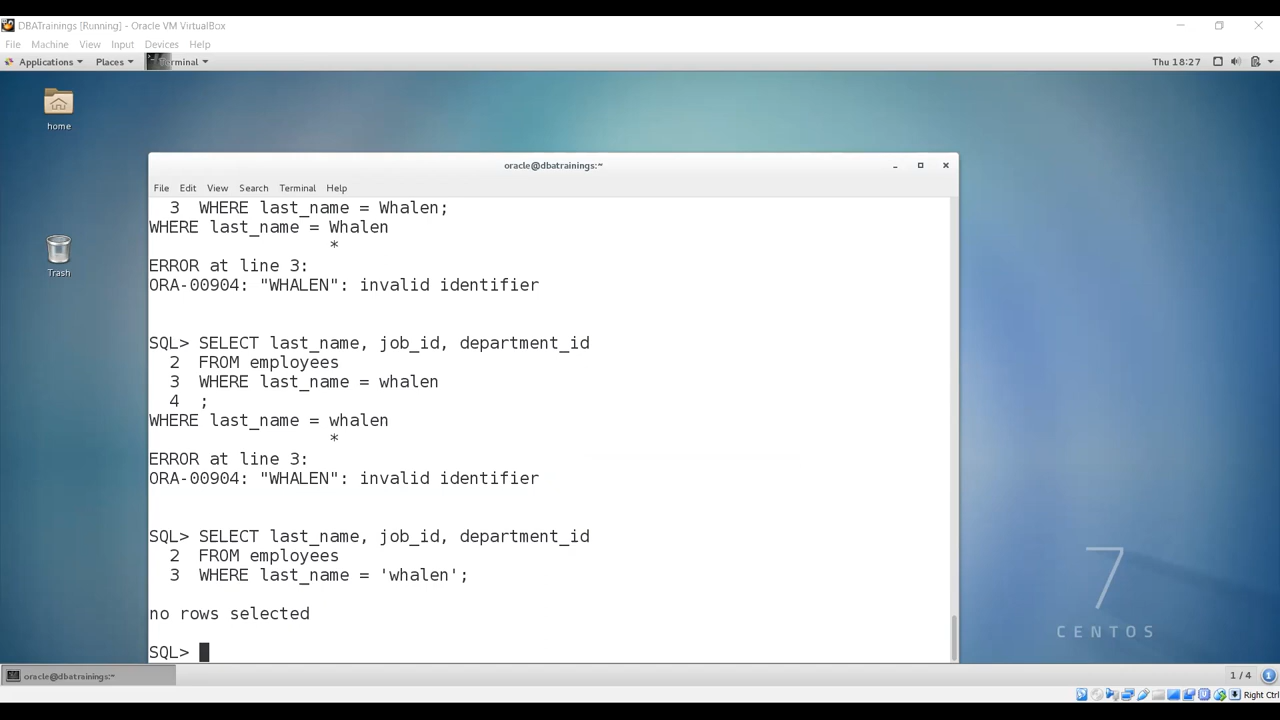 DBATrainings [Running] - Oracle VM VirtualBox
File Machine View Input Devices Help
Applications Places Terminal Thu 18:27
home
Trash
oracle@dbatrainings:~
File Edit View Search Terminal Help
3 WHERE last_name = Whalen;
WHERE last_name = Whalen
*
ERROR at line 3:
ORA-00904: "WHALEN": invalid identifier
SQL> SELECT last_name, job_id, department_id
2 FROM employees
3 WHERE last_name = whalen
4 ;
WHERE last_name = whalen
*
ERROR at line 3:
ORA-00904: "WHALEN": invalid identifier
SQL> SELECT last_name, job_id, department_id
2 FROM employees
3 WHERE last_name = 'whalen';
no rows selected
SQL>
7
CENTOS
oracle@dbatrainings:~ 1 / 4 1
Right Ctrl